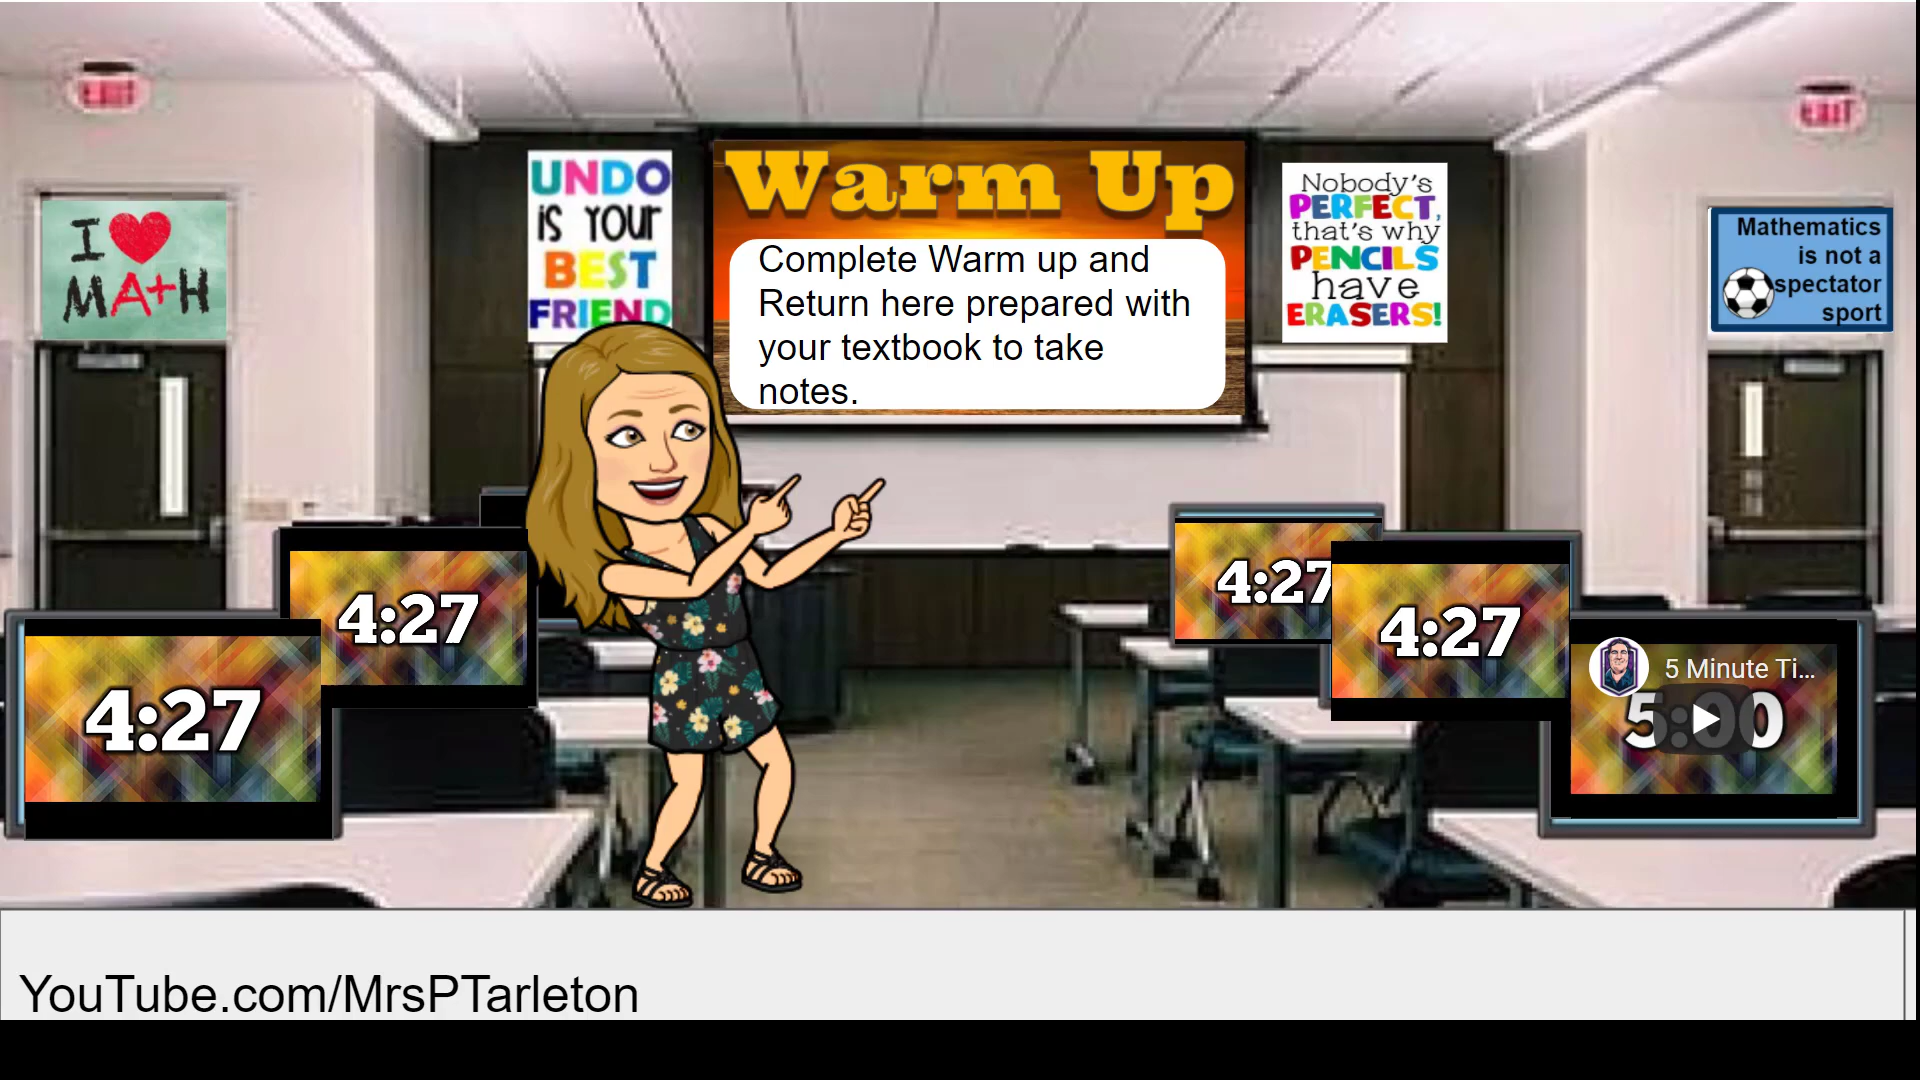 EXIT
EXIT
I
MA+H
UNDO
IS YOUR
BEST
FRIEND
Warm Up
Complete Warm up and
Return here prepared with
your textbook to take
notes.
Nobody's
PERFECT,
that's why
PENCILS
have
ERASERS!
Mathematics
is not a
spectator
sport
4:27
4:27
4:27
4:27
5 Minute Ti...
5:00
YouTube.com/MrsPTarleton